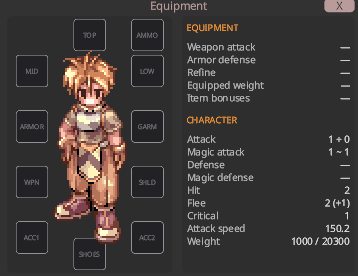 Equipment
X
TOP
AMMO
MID
LOW
ARMOR
GARM
WPN
SHLD
ACC1
ACC2
SHOES
EQUIPMENT
Weapon attack —
Armor defense —
Refine —
Equipped weight —
Item bonuses —
CHARACTER
Attack 1 + 0
Magic attack 1 ~ 1
Defense —
Magic defense —
Hit 2
Flee 2 (+1)
Critical 1
Attack speed 150.2
Weight 1000 / 20300